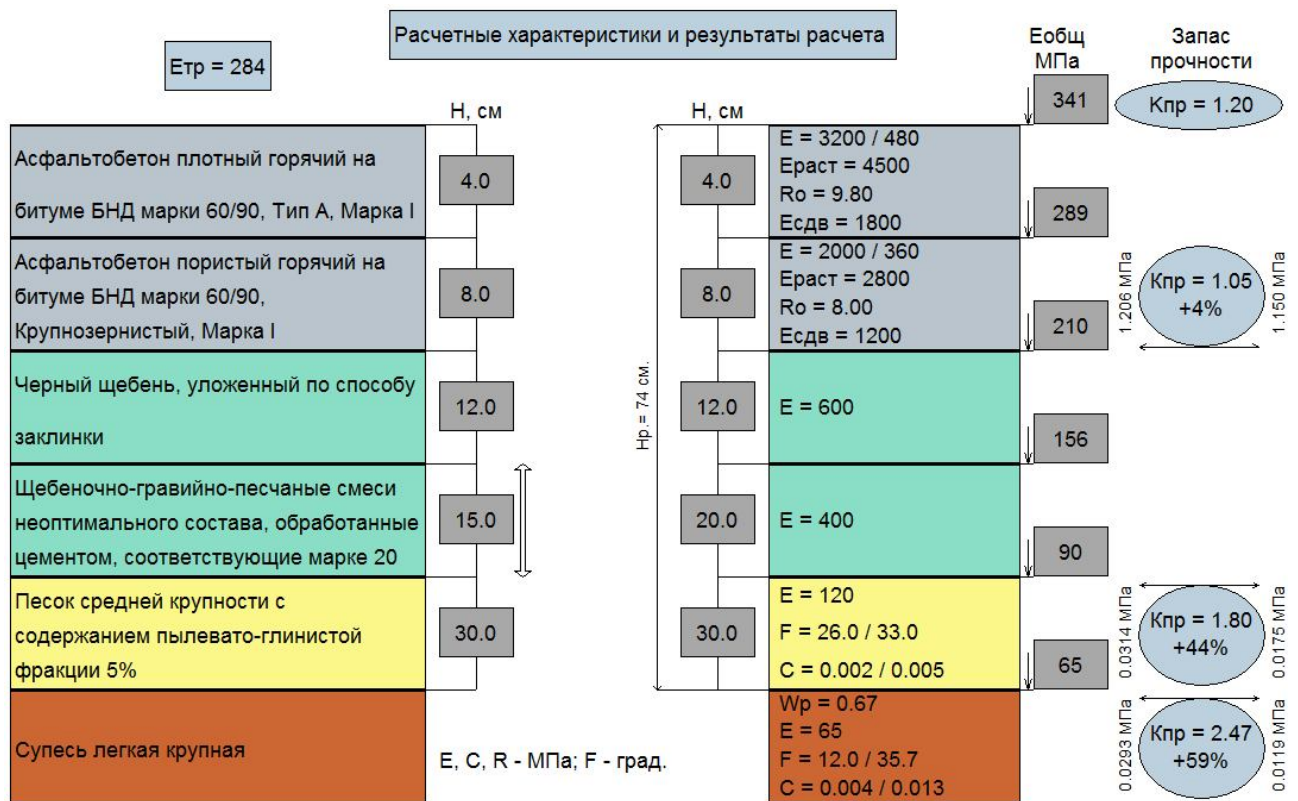 Расчетные характеристики и результаты расчета
Етр = 284
Еобщ
МПа
Запас
прочности
341
Кпр = 1.20
Н, см
Н, см
Асфальтобетон плотный горячий на
битуме БНД марки 60/90, Тип А, Марка I
4.0
4.0
E = 3200 / 480
Eраст = 4500
Ro = 9.80
Eсдв = 1800
289
Асфальтобетон пористый горячий на
битуме БНД марки 60/90,
Крупнозернистый, Марка I
8.0
8.0
E = 2000 / 360
Eраст = 2800
Ro = 8.00
Eсдв = 1200
210
1.206 МПа
Кпр = 1.05
+4%
1.150 МПа
Черный щебень, уложенный по способу
заклинки
12.0
Нр.= 74 см.
12.0
E = 600
156
Щебеночно-гравийно-песчаные смеси
неоптимального состава, обработанные
цементом, соответствующие марке 20
15.0
20.0
E = 400
90
Песок средней крупности с
содержанием пылевато-глинистой
фракции 5%
30.0
30.0
E = 120
F = 26.0 / 33.0
C = 0.002 / 0.005
65
0.0314 МПа
Кпр = 1.80
+44%
0.0175 МПа
Супесь легкая крупная
E, C, R - МПа; F - град.
Wp = 0.67
E = 65
F = 12.0 / 35.7
C = 0.004 / 0.013
0.0293 МПа
Кпр = 2.47
+59%
0.0119 МПа